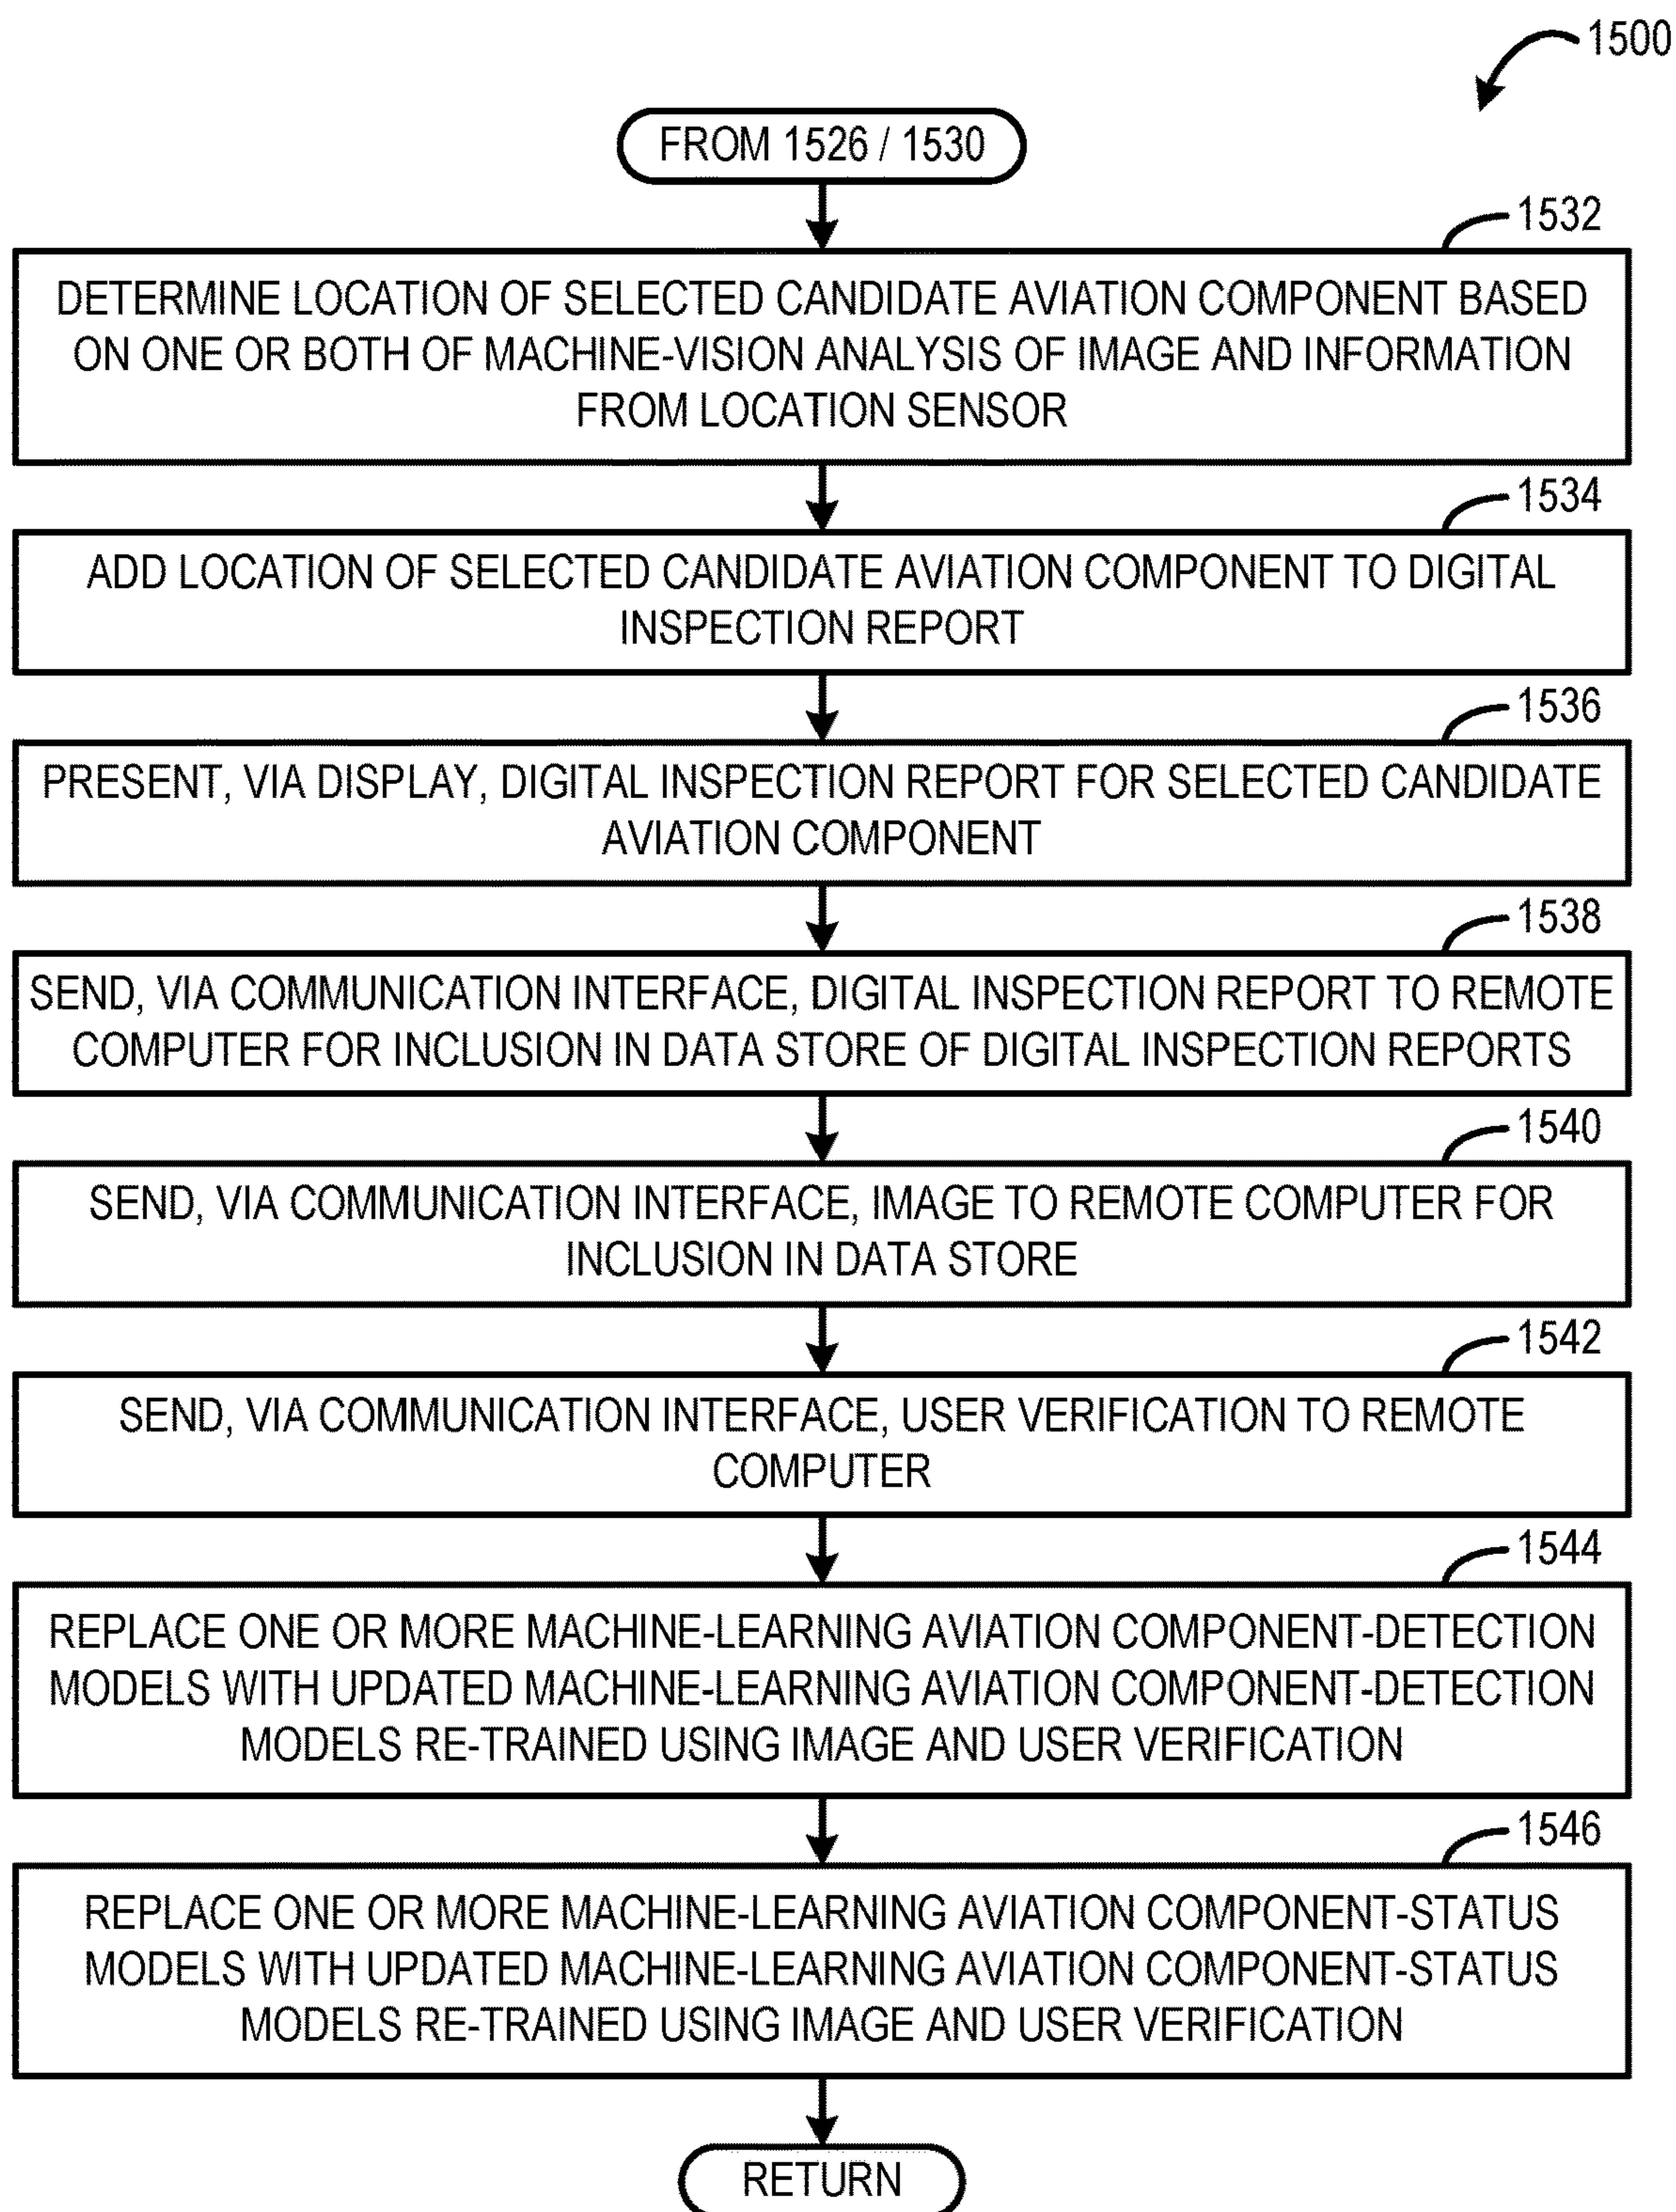 1500
FROM 1526 / 1530
1532
DETERMINE LOCATION OF SELECTED CANDIDATE AVIATION COMPONENT BASED
ON ONE OR BOTH OF MACHINE-VISION ANALYSIS OF IMAGE AND INFORMATION
FROM LOCATION SENSOR
1534
ADD LOCATION OF SELECTED CANDIDATE AVIATION COMPONENT TO DIGITAL
INSPECTION REPORT
1536
PRESENT, VIA DISPLAY, DIGITAL INSPECTION REPORT FOR SELECTED CANDIDATE
AVIATION COMPONENT
1538
SEND, VIA COMMUNICATION INTERFACE, DIGITAL INSPECTION REPORT TO REMOTE
COMPUTER FOR INCLUSION IN DATA STORE OF DIGITAL INSPECTION REPORTS
1540
SEND, VIA COMMUNICATION INTERFACE, IMAGE TO REMOTE COMPUTER FOR
INCLUSION IN DATA STORE
1542
SEND, VIA COMMUNICATION INTERFACE, USER VERIFICATION TO REMOTE
COMPUTER
1544
REPLACE ONE OR MORE MACHINE-LEARNING AVIATION COMPONENT-DETECTION
MODELS WITH UPDATED MACHINE-LEARNING AVIATION COMPONENT-DETECTION
MODELS RE-TRAINED USING IMAGE AND USER VERIFICATION
1546
REPLACE ONE OR MORE MACHINE-LEARNING AVIATION COMPONENT-STATUS
MODELS WITH UPDATED MACHINE-LEARNING AVIATION COMPONENT-STATUS
MODELS RE-TRAINED USING IMAGE AND USER VERIFICATION
RETURN